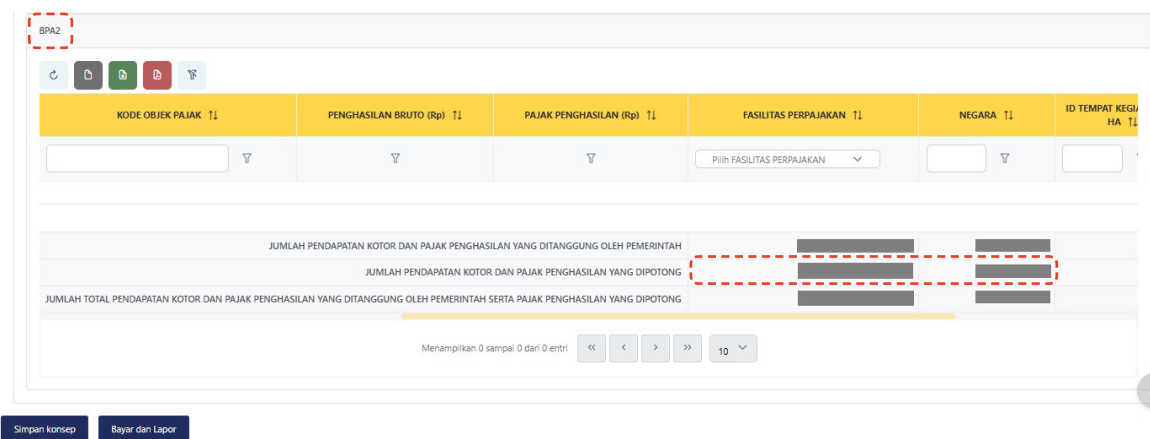 BPA2
KODE OBJEK PAJAK
PENGHASILAN BRUTO (Rp)
PAJAK PENGHASILAN (Rp)
FASILITAS PERPAJAKAN
NEGARA
ID TEMPAT KEGI
HA
Pilih FASILITAS PERPAJAKAN
JUMLAH PENDAPATAN KOTOR DAN PAJAK PENGHASILAN YANG DITANGGUNG OLEH PEMERINTAH
JUMLAH PENDAPATAN KOTOR DAN PAJAK PENGHASILAN YANG DIPOTONG
JUMLAH TOTAL PENDAPATAN KOTOR DAN PAJAK PENGHASILAN YANG DITANGGUNG OLEH PEMERINTAH SERTA PAJAK PENGHASILAN YANG DIPOTONG
Menampilkan 0 sampai 0 dari 0 entri << < > >> 10
Simpan konsep Bayar dan Lapor